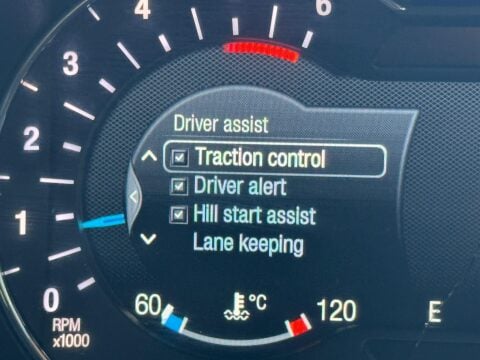 6
5
4
3
2
1
0
RPM
x1000
Driver assist
Traction control
Driver alert
Hill start assist
Lane keeping
60 °C 120
E